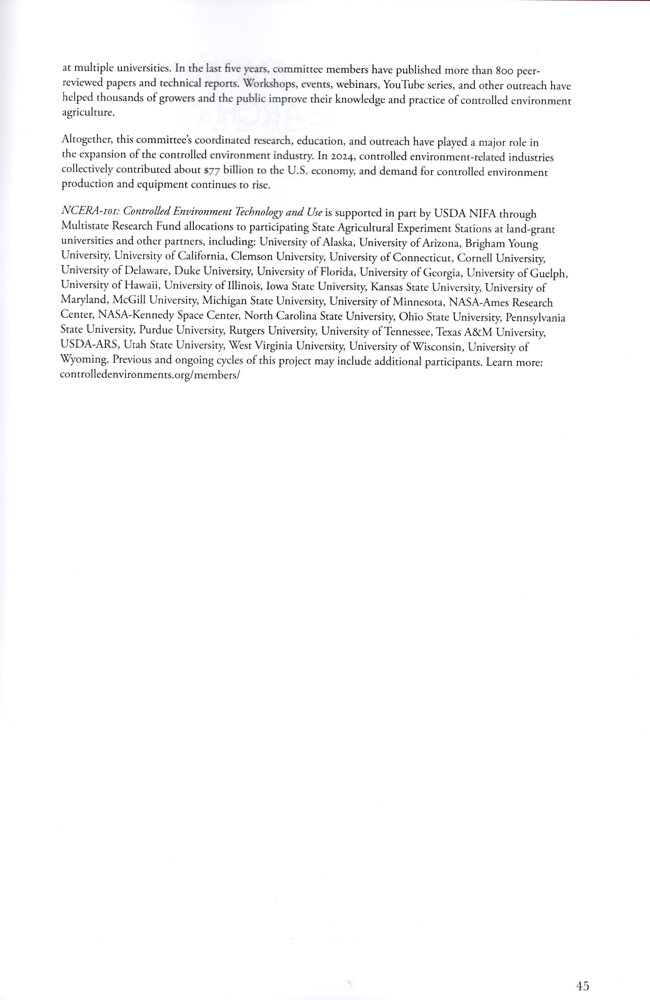 at multiple universities. In the last five years, committee members have published more than 800 peer-
reviewed papers and technical reports. Workshops, events, webinars, YouTube series, and other outreach have
helped thousands of growers and the public improve their knowledge and practice of controlled environment
agriculture.
Altogether, this committee’s coordinated research, education, and outreach have played a major role in
the expansion of the controlled environment industry. In 2024, controlled environment-related industries
collectively contributed about $77 billion to the U.S. economy, and demand for controlled environment
production and equipment continues to rise.
NCERA-101: Controlled Environment Technology and Use is supported in part by USDA NIFA through
Multistate Research Fund allocations to participating State Agricultural Experiment Stations at land-grant
universities and other partners, including: University of Alaska, University of Arizona, Brigham Young
University, University of California, Clemson University, University of Connecticut, Cornell University,
University of Delaware, Duke University, University of Florida, University of Georgia, University of Guelph,
University of Hawaii, University of Illinois, Iowa State University, Kansas State University, University of
Maryland, McGill University, Michigan State University, University of Minnesota, NASA-Ames Research
Center, NASA-Kennedy Space Center, North Carolina State University, Ohio State University, Pennsylvania
State University, Purdue University, Rutgers University, University of Tennessee, Texas A&M University,
USDA-ARS, Utah State University, West Virginia University, University of Wisconsin, University of
Wyoming. Previous and ongoing cycles of this project may include additional participants. Learn more:
controlledenvironments.org/members/
45